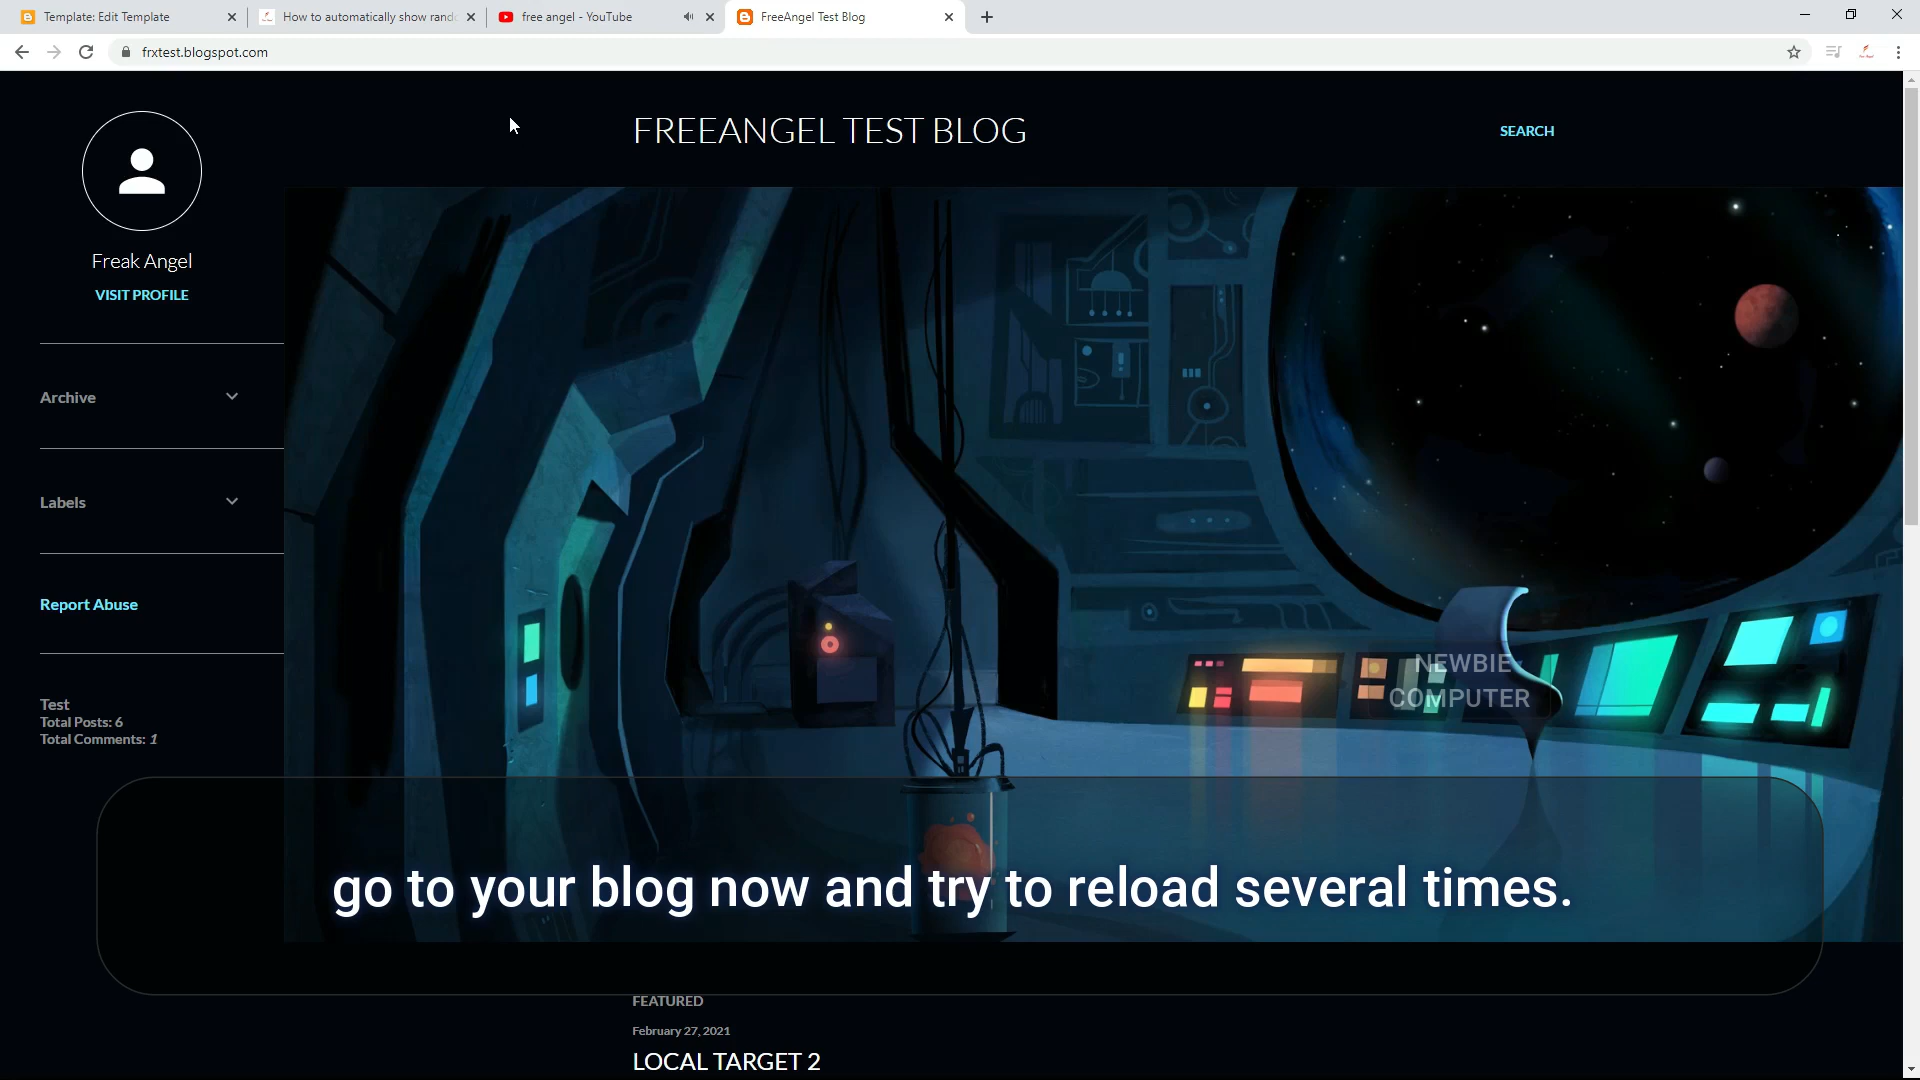 Template: Edit Template
How to automatically show rand
free angel - YouTube
FreeAngel Test Blog
frxtest.blogspot.com
FREEANGEL TEST BLOG
SEARCH
Freak Angel
VISIT PROFILE
Archive
Labels
Report Abuse
NEWBIE
COMPUTER
Test
Total Posts: 6
Total Comments: 1
go to your blog now and try to reload several times.
FEATURED
February 27, 2021
LOCAL TARGET 2